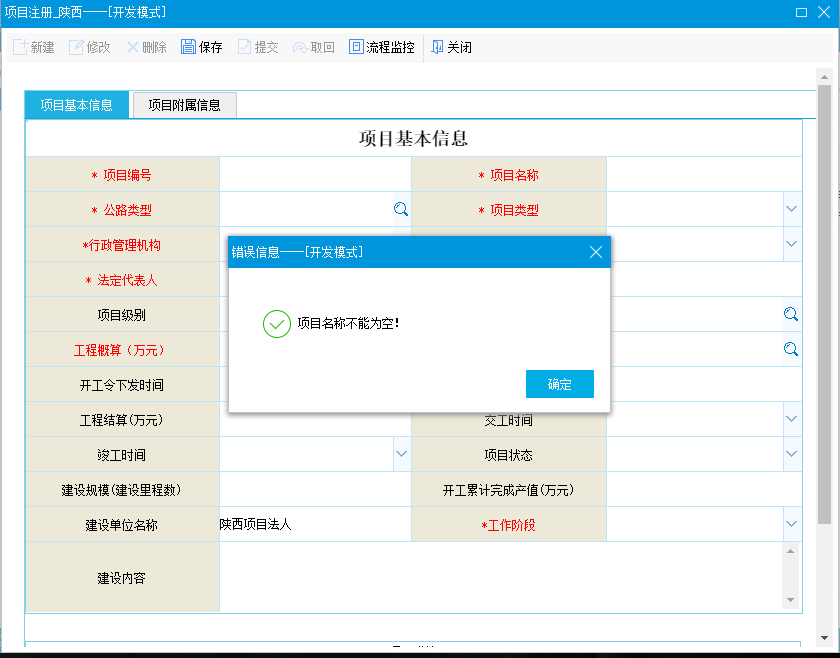 项目注册_陕西——[开发模式]
新建 修改 删除 保存 提交 取回 流程监控 关闭
项目基本信息 项目附属信息
项目基本信息
* 项目编号 * 项目名称
* 公路类型 * 项目类型
*行政管理机构
* 法定代表人
项目级别
工程概算（万元）
开工令下发时间
工程结算(万元) 交工时间
竣工时间 项目状态
建设规模(建设里程数) 开工累计完成产值(万元)
建设单位名称 陕西项目法人 *工作阶段
建设内容
错误信息——[开发模式]
项目名称不能为空!
确定